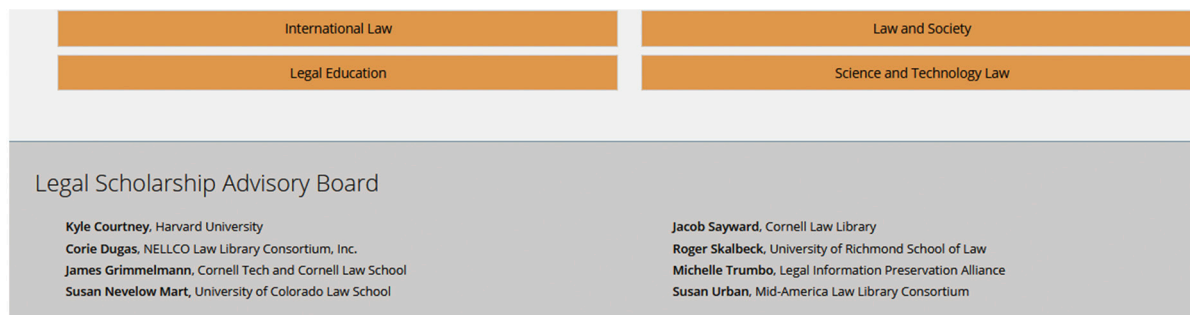 International Law
Law and Society
Legal Education
Science and Technology Law
Legal Scholarship Advisory Board
Kyle Courtney, Harvard University
Corie Dugas, NELLCO Law Library Consortium, Inc.
James Grimmelmann, Cornell Tech and Cornell Law School
Susan Nevelow Mart, University of Colorado Law School
Jacob Sayward, Cornell Law Library
Roger Skalbeck, University of Richmond School of Law
Michelle Trumbo, Legal Information Preservation Alliance
Susan Urban, Mid-America Law Library Consortium